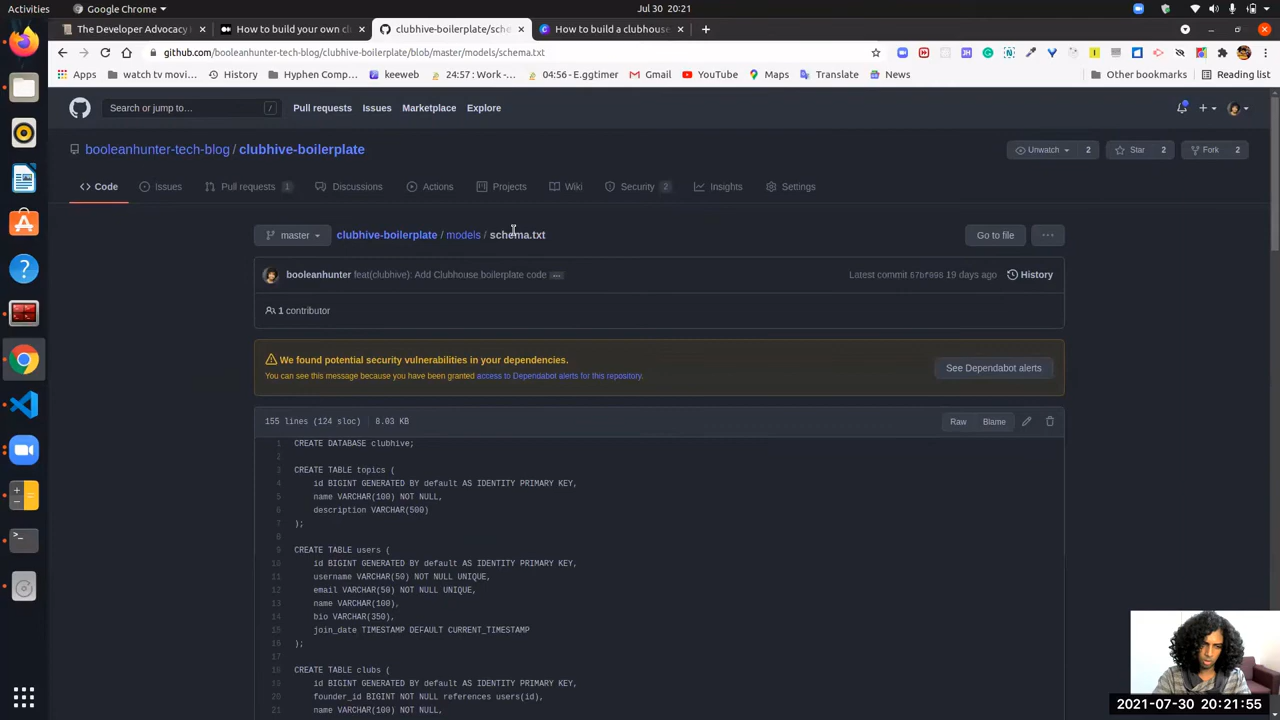 Activities
Google Chrome
Jul 30 20:21
The Developer Advocacy
How to build your own cl
clubhive-boilerplate/sche
How to build a clubhouse
github.com/booleanhunter-tech-blog/clubhive-boilerplate/blob/master/models/schema.txt
Apps
watch tv movi...
History
Hyphen Comp...
keeweb
24:57 : Work -...
04:56 - E.ggtimer
Gmail
YouTube
Maps
Translate
News
Other bookmarks
Reading list
Search or jump to...
/
Pull requests
Issues
Marketplace
Explore
booleanhunter-tech-blog / clubhive-boilerplate
Unwatch
2
Star
2
Fork
2
Code
Issues
Pull requests
1
Discussions
Actions
Projects
Wiki
Security
2
Insights
Settings
master
clubhive-boilerplate / models / schema.txt
Go to file
booleanhunter feat(clubhive): Add Clubhouse boilerplate code
Latest commit 67bf098 19 days ago
History
1 contributor
We found potential security vulnerabilities in your dependencies.
You can see this message because you have been granted access to Dependabot alerts for this repository.
See Dependabot alerts
155 lines (124 sloc)
8.03 KB
Raw
Blame
1 CREATE DATABASE clubhive;
2
3 CREATE TABLE topics (
4 id BIGINT GENERATED BY default AS IDENTITY PRIMARY KEY,
5 name VARCHAR(100) NOT NULL,
6 description VARCHAR(500)
7 );
8
9 CREATE TABLE users (
10 id BIGINT GENERATED BY default AS IDENTITY PRIMARY KEY,
11 username VARCHAR(50) NOT NULL UNIQUE,
12 email VARCHAR(50) NOT NULL UNIQUE,
13 name VARCHAR(100),
14 bio VARCHAR(350),
15 join_date TIMESTAMP DEFAULT CURRENT_TIMESTAMP
16 );
17
18 CREATE TABLE clubs (
19 id BIGINT GENERATED BY default AS IDENTITY PRIMARY KEY,
20 founder_id BIGINT NOT NULL references users(id),
21 name VARCHAR(100) NOT NULL,
2021-07-30 20:21:55